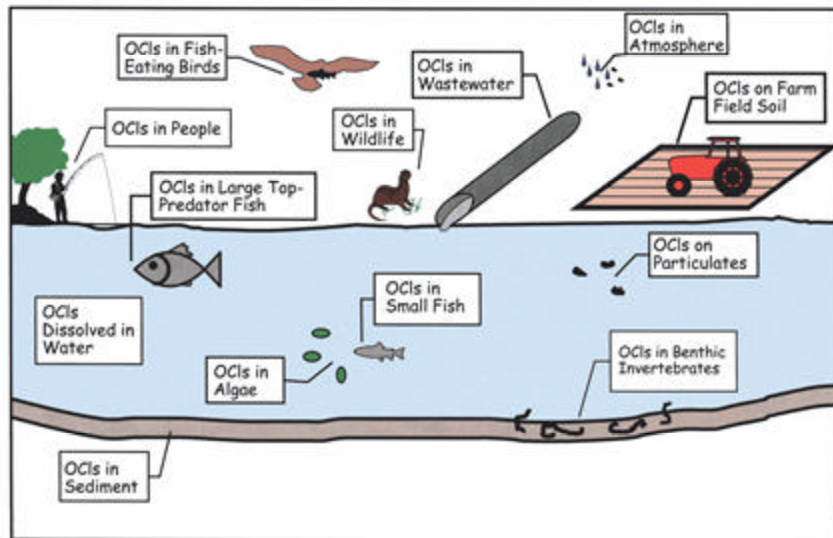 OCls in Fish-
Eating Birds
OCls in
Wastewater
OCls in
Atmosphere
OCls on Farm
Field Soil
OCls in People
OCls in
Wildlife
OCls in Large Top-
Predator Fish
OCls on
Particulates
OCls in
Small Fish
OCls
Dissolved in
Water
OCls in
Algae
OCls in Benthic
Invertebrates
OCls in
Sediment